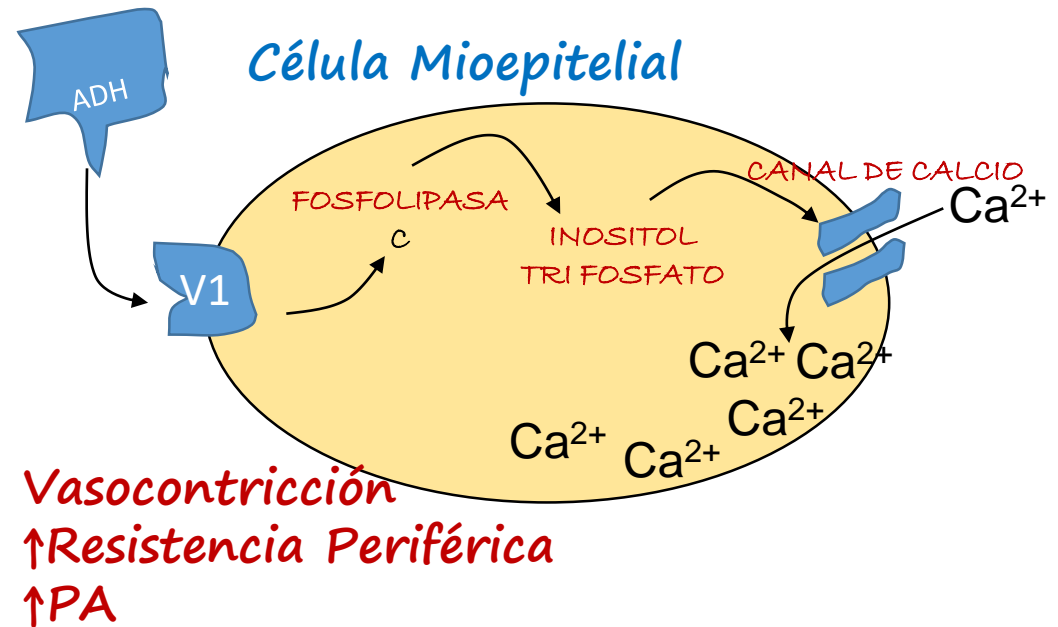 Célula Mioepitelial
ADH
CANAL DE CALCIO
Ca²⁺
FOSFOLIPASA
C
INOSITOL
TRI FOSFATO
V1
Ca²⁺ Ca²⁺
Ca²⁺
Ca²⁺ Ca²⁺
Vasocontricción
↑Resistencia Periférica
↑PA